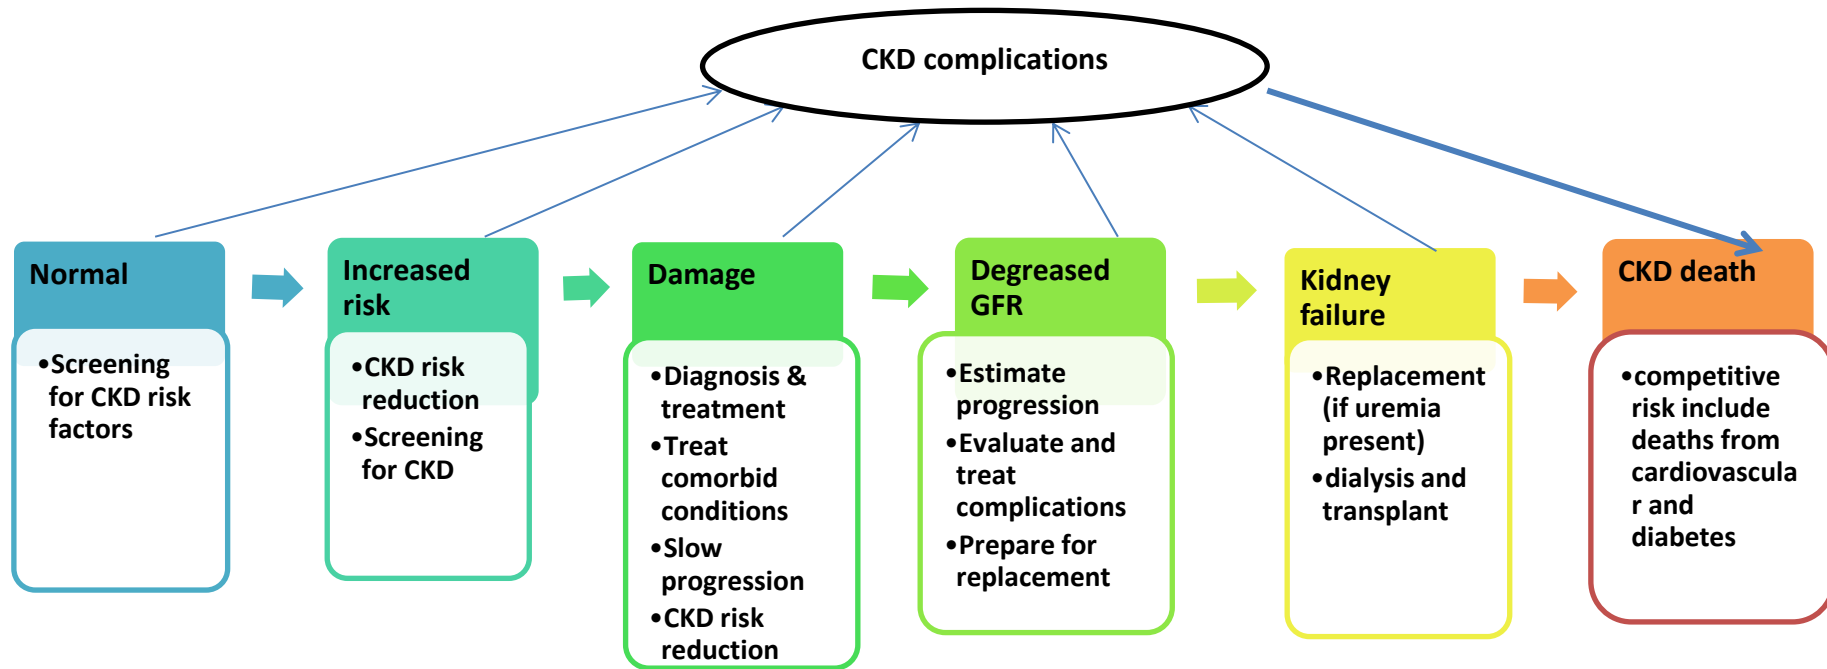 CKD complications
Normal
•Screening
for CKD risk
factors
Increased
risk
•CKD risk
reduction
•Screening
for CKD
Damage
•Diagnosis &
treatment
•Treat
comorbid
conditions
•Slow
progression
•CKD risk
reduction
Degreased
GFR
•Estimate
progression
•Evaluate and
treat
complications
•Prepare for
replacement
Kidney
failure
•Replacement
(if uremia
present)
•dialysis and
transplant
CKD death
•competitive
risk include
deaths from
cardiovascula
r and
diabetes